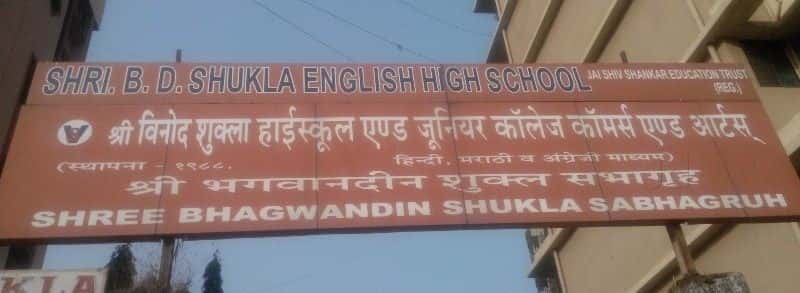 SHRI. B. D. SHUKLA ENGLISH HIGH SCHOOL JAI SHIV SHANKAR EDUCATION TRUST (REG.)
श्री विनोद शुक्ला हाईस्कूल एण्ड जूनियर कॉलेज कॉमर्स एण्ड आर्टस्
(स्थापना - १९८८. हिन्दी, मराठी व अंग्रेजी माध्यम)
श्री भगवानदीन शुक्ल सभागृह
SHREE BHAGWANDIN SHUKLA SABHAGRUH
KLA